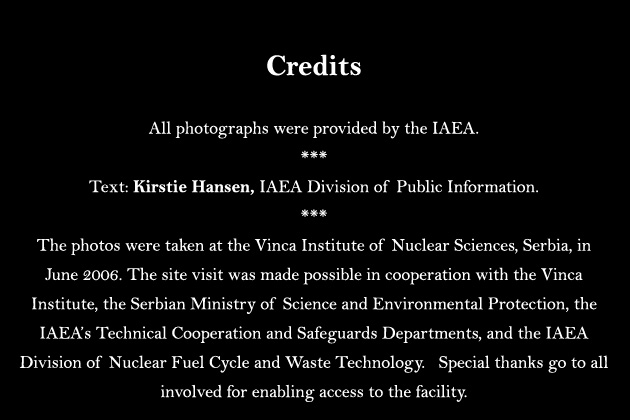 Credits
All photographs were provided by the IAEA.
***
Text: Kirstie Hansen, IAEA Division of Public Information.
***
The photos were taken at the Vinca Institute of Nuclear Sciences, Serbia, in
June 2006. The site visit was made possible in cooperation with the Vinca
Institute, the Serbian Ministry of Science and Environmental Protection, the
IAEA's Technical Cooperation and Safeguards Departments, and the IAEA
Division of Nuclear Fuel Cycle and Waste Technology. Special thanks go to all
involved for enabling access to the facility.